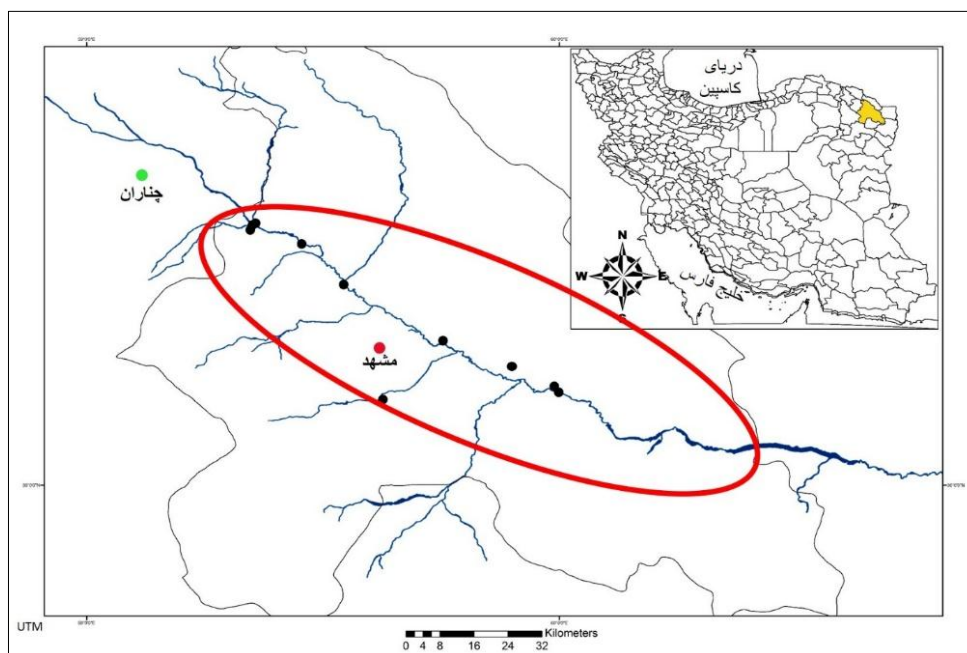 دریای
کاسپین
چناران
N
W
E
S
خلیج فارس
مشهد
UTM
Kilometers
0 4 8 16 24 32